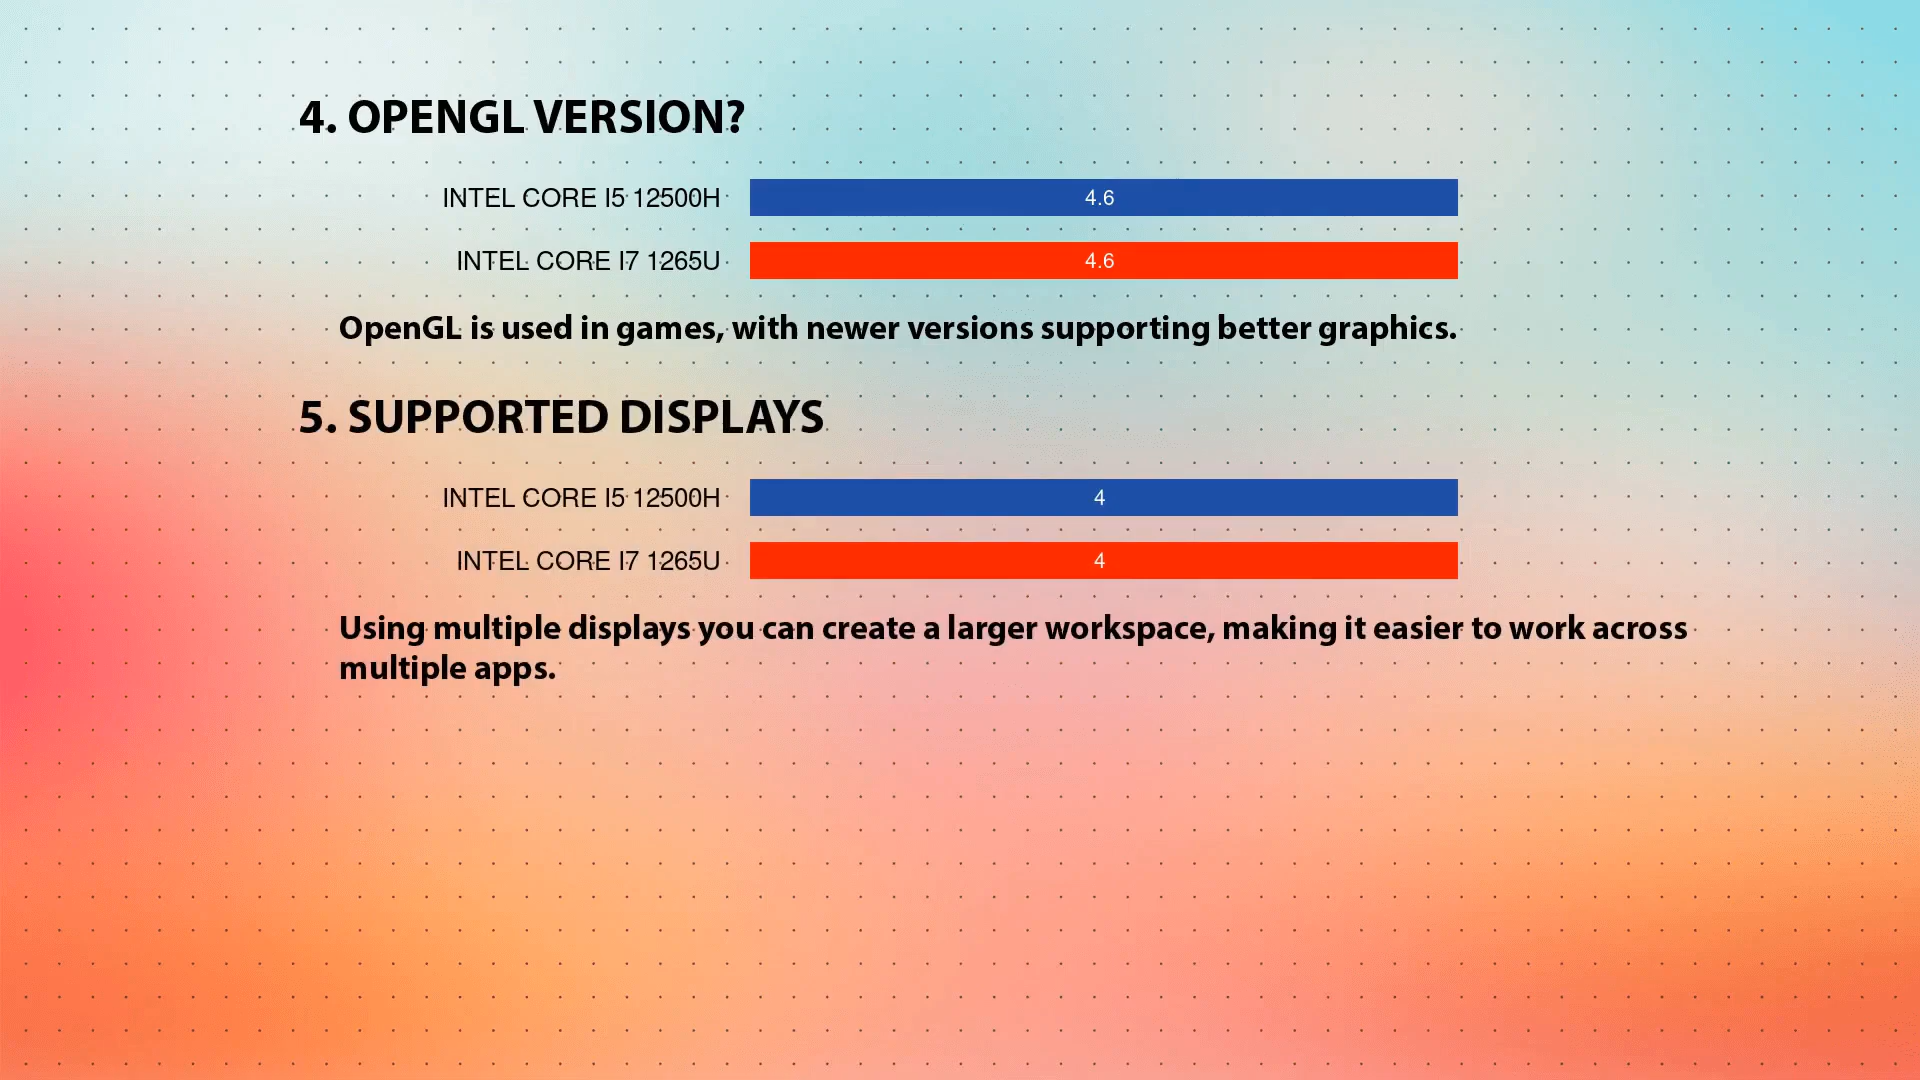 4. OPENGL VERSION?
INTEL CORE I5 12500H
4.6
INTEL CORE I7 1265U
4.6
OpenGL is used in games, with newer versions supporting better graphics.
5. SUPPORTED DISPLAYS
INTEL CORE I5 12500H
4
INTEL CORE I7 1265U
4
Using multiple displays you can create a larger workspace, making it easier to work across
multiple apps.